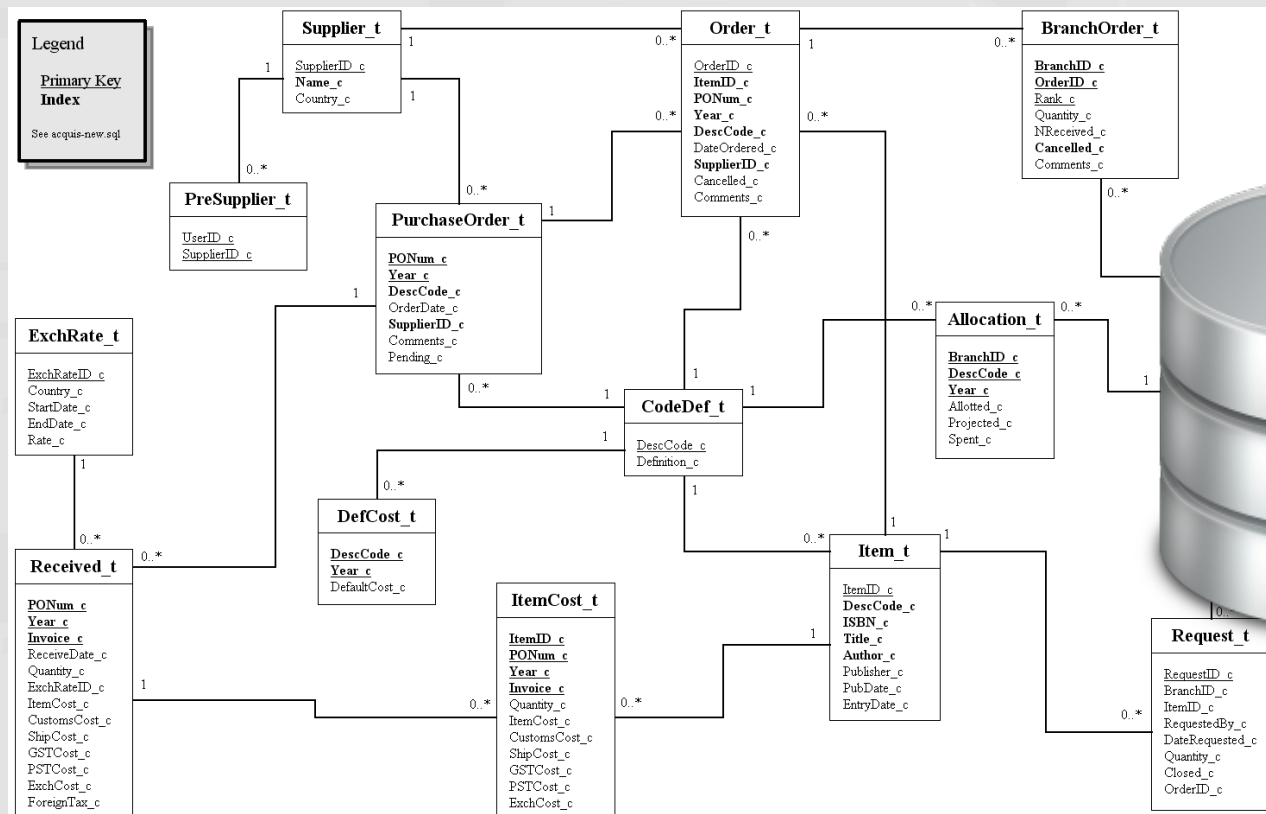 Legend
Primary Key
Index
See acquis-new.sql
Supplier_t
SupplierID_c
Name_c
Country_c
1
1
1
0..*
Order_t
OrderID_c
ItemID_c
PONum_c
Year_c
DescCode_c
DateOrdered_c
SupplierID_c
Cancelled_c
Comments_c
1
0..*
0..*
0..*
0..*
BranchOrder_t
BranchID_c
OrderID_c
Rank_c
Quantity_c
NReceived_c
Cancelled_c
Comments_c
0..*
0..*
PreSupplier_t
UserID_c
SupplierID_c
0..*
PurchaseOrder_t
PONum_c
Year_c
DescCode_c
OrderDate_c
SupplierID_c
Comments_c
Pending_c
1
1
0..*
ExchRate_t
ExchRateID_c
Country_c
StartDate_c
EndDate_c
Rate_c
1
0..*
0..*
Allocation_t
BranchID_c
DescCode_c
Year_c
Allotted_c
Projected_c
Spent_c
0..*
0..*
1
CodeDef_t
DescCode_c
Definition_c
1
1
1
1
1
DefCost_t
DescCode_c
Year_c
DefaultCost_c
0..*
Received_t
PONum_c
Year_c
Invoice_c
ReceiveDate_c
Quantity_c
ExchRateID_c
ItemCost_c
CustomsCost_c
ShipCost_c
GSTCost_c
PSTCost_c
ExchCost_c
ForeignTax_c
1
ItemCost_t
ItemID_c
PONum_c
Year_c
Invoice_c
Quantity_c
ItemCost_c
CustomsCost_c
ShipCost_c
GSTCost_c
PSTCost_c
ExchCost_c
0..*
0..*
Item_t
ItemID_c
DescCode_c
ISBN_c
Title_c
Author_c
Publisher_c
PubDate_c
EntryDate_c
0..*
1
1
1
Request_t
RequestID_c
BranchID_c
ItemID_c
RequestedBy_c
DateRequested_c
Quantity_c
Closed_c
OrderID_c
0..*